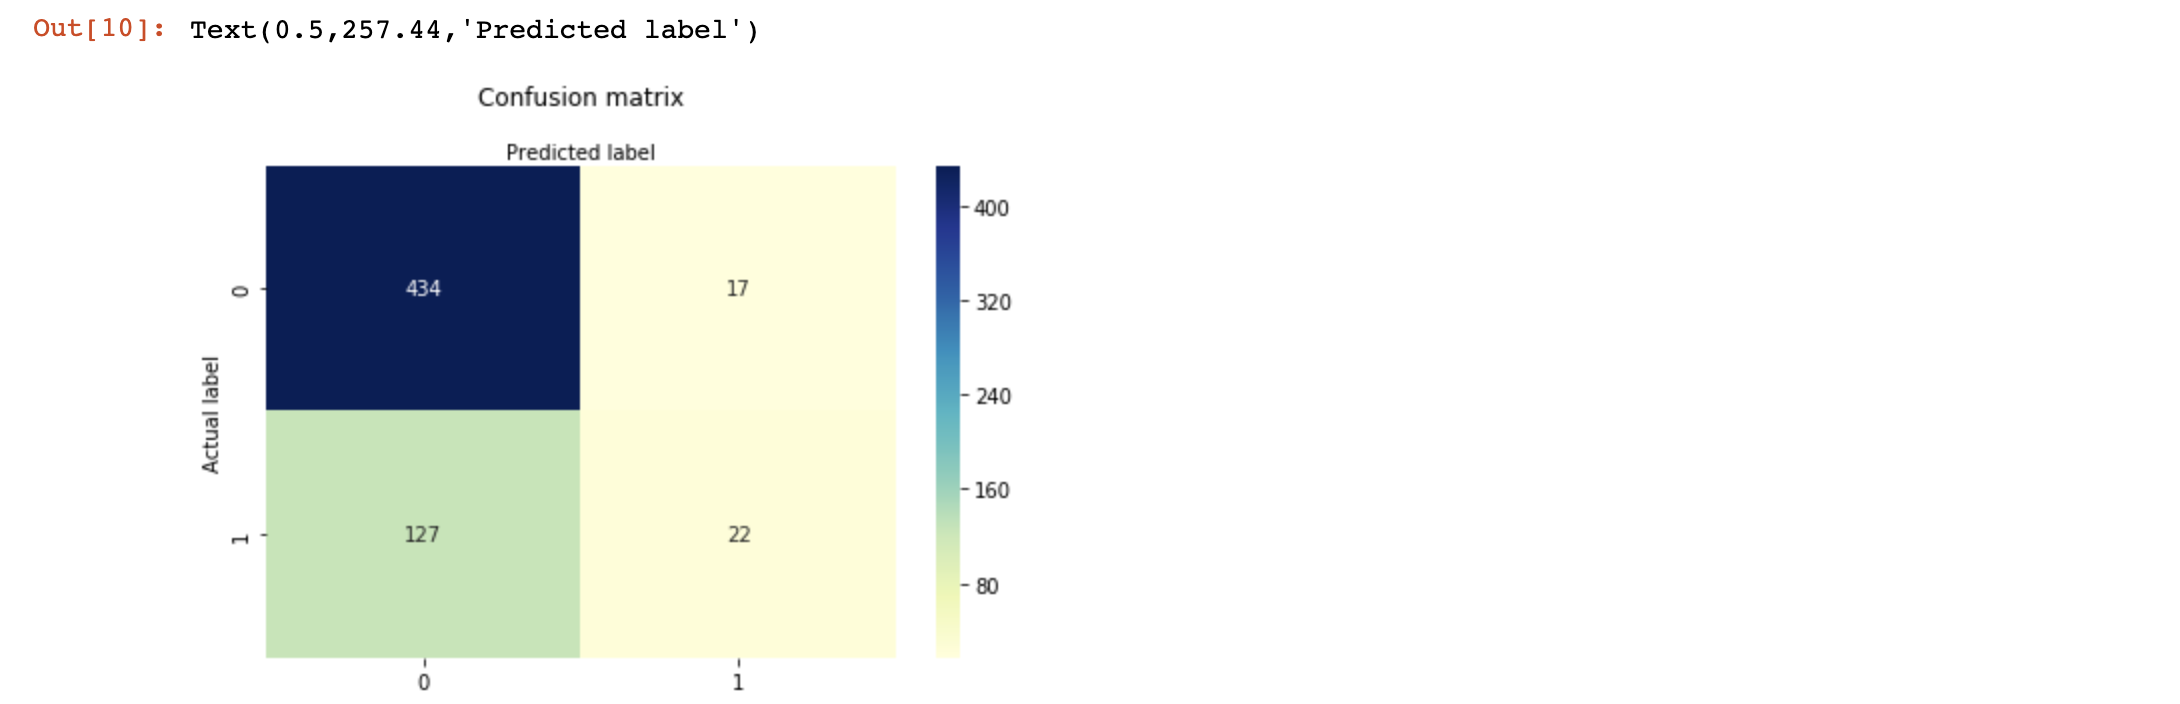 Out[10]: Text(0.5,257.44,'Predicted label')
Confusion matrix
Predicted label
400
434 17
0
320
Actual label
240
160
127 22
1
80
0 1